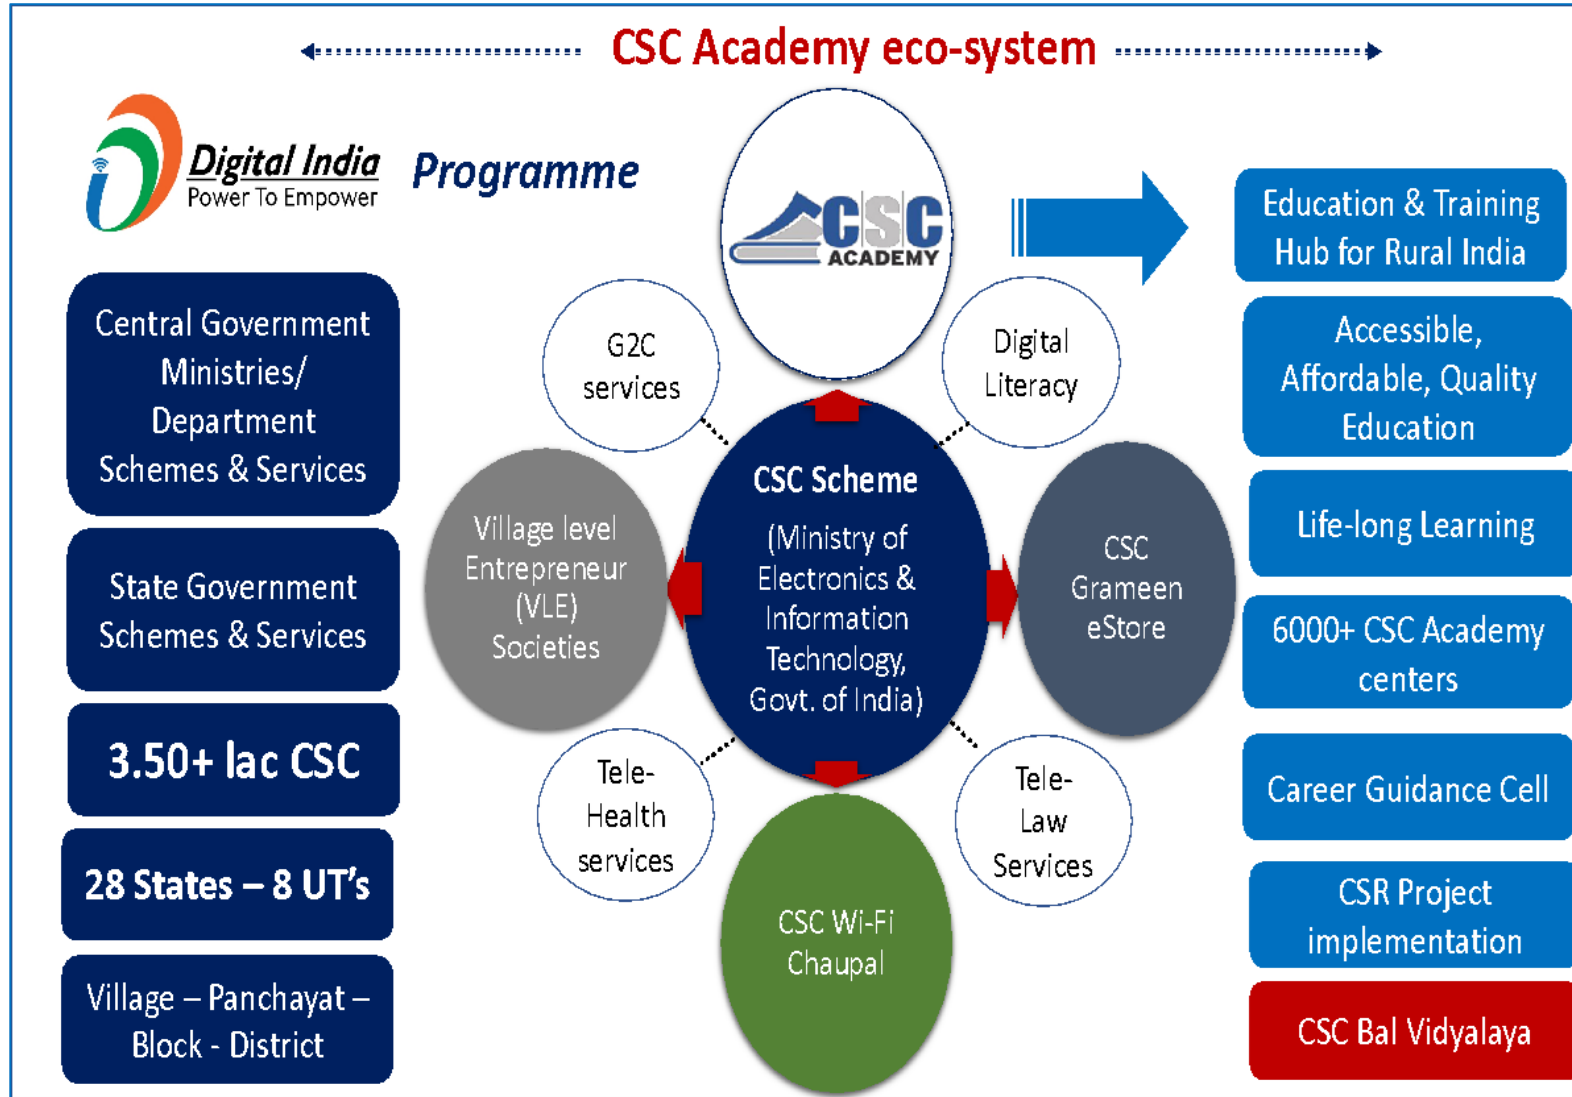 CSC Academy eco-system
Digital India
Power To Empower
Programme
Central Government
Ministries/
Department
Schemes & Services
State Government
Schemes & Services
3.50+ lac CSC
28 States – 8 UT's
Village – Panchayat –
Block - District
CSC
ACADEMY
G2C
services
Digital
Literacy
Village level
Entrepreneur
(VLE)
Societies
CSC Scheme
(Ministry of
Electronics &
Information
Technology,
Govt. of India)
CSC
Grameen
eStore
Tele-
Health
services
Tele-
Law
Services
CSC Wi-Fi
Chaupal
Education & Training
Hub for Rural India
Accessible,
Affordable, Quality
Education
Life-long Learning
6000+ CSC Academy
centers
Career Guidance Cell
CSR Project
implementation
CSC Bal Vidyalaya